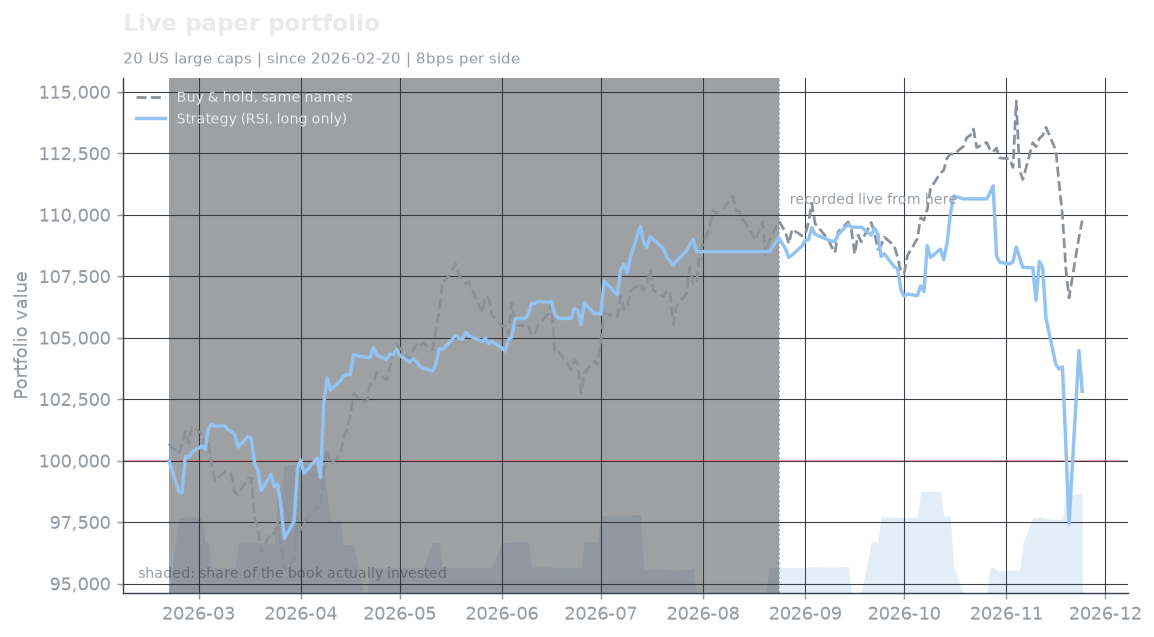 Live paper portfolio
20 US large caps | since 2026-02-20 | 8bps per side
Buy & hold, same names
Strategy (RSI, long only)
recorded live from here
shaded: share of the book actually invested
Portfolio value
115,000
112,500
110,000
107,500
105,000
102,500
100,000
97,500
95,000
2026-03
2026-04
2026-05
2026-06
2026-07
2026-08
2026-09
2026-10
2026-11
2026-12